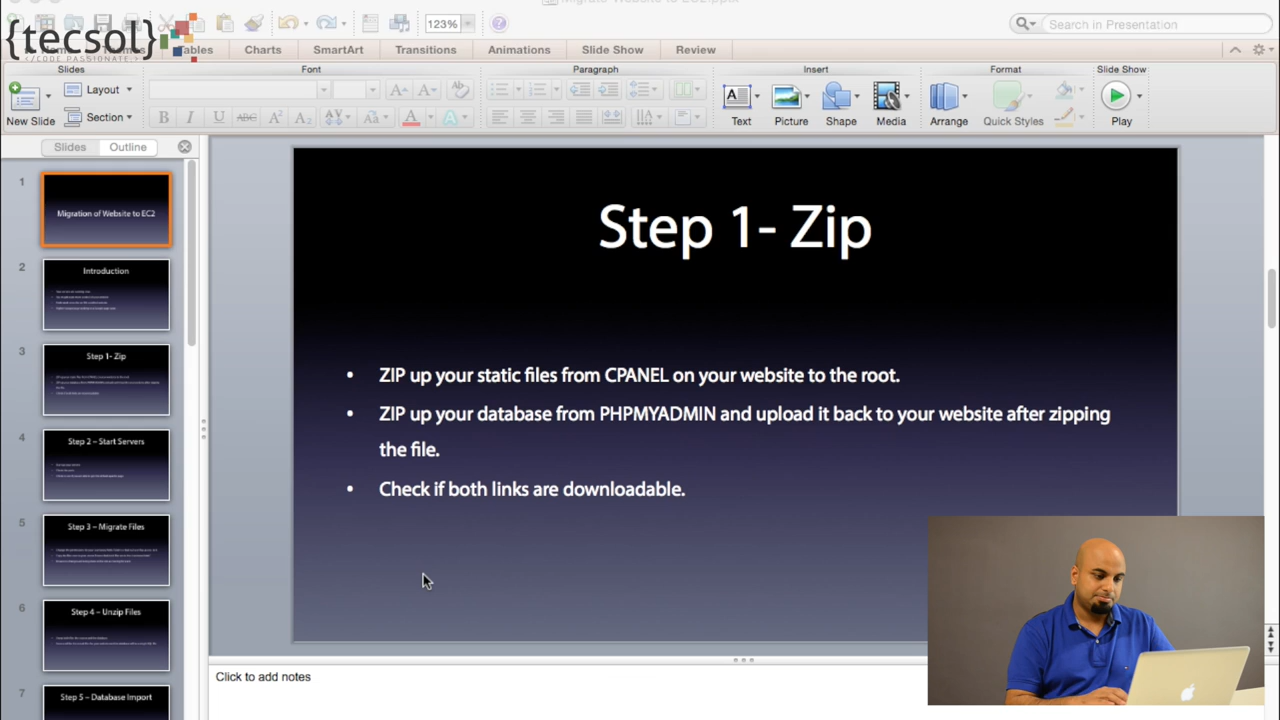 123%
Search in Presentation
{tecsol}
</CODE PASSIONATE.>
Tables
Charts
SmartArt
Transitions
Animations
Slide Show
Review
Slides
Font
Paragraph
Insert
Format
Slide Show
New Slide
Layout
Section
B I U ABC
Text
Picture
Shape
Media
Arrange
Quick Styles
Play
Slides
Outline
1
Migration of Website to EC2
2
Introduction
3
Step 1- Zip
4
Step 2 – Start Servers
5
Step 3 – Migrate Files
6
Step 4 – Unzip Files
7
Step 5 – Database Import
Step 1- Zip
• ZIP up your static files from CPANEL on your website to the root.
• ZIP up your database from PHPMYADMIN and upload it back to your website after zipping
the file.
• Check if both links are downloadable.
Click to add notes